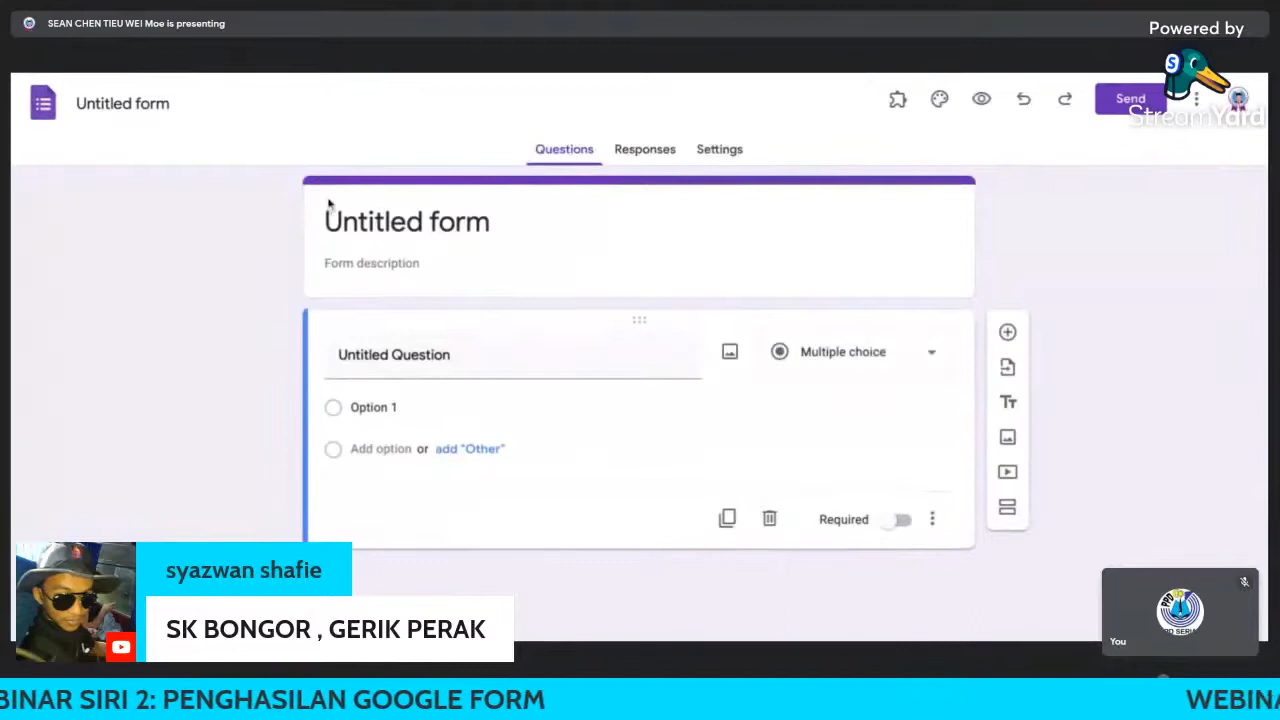 SEAN CHEN TIEU WEI Moe is presenting
Powered by
StreamYard
Untitled form
Send
Questions
Responses
Settings
Untitled form
Form description
Untitled Question
Multiple choice
Option 1
Add option or add "Other"
Required
syazwan shafie
SK BONGOR , GERIK PERAK
You
BINAR SIRI 2: PENGHASILAN GOOGLE FORM
WEBINA